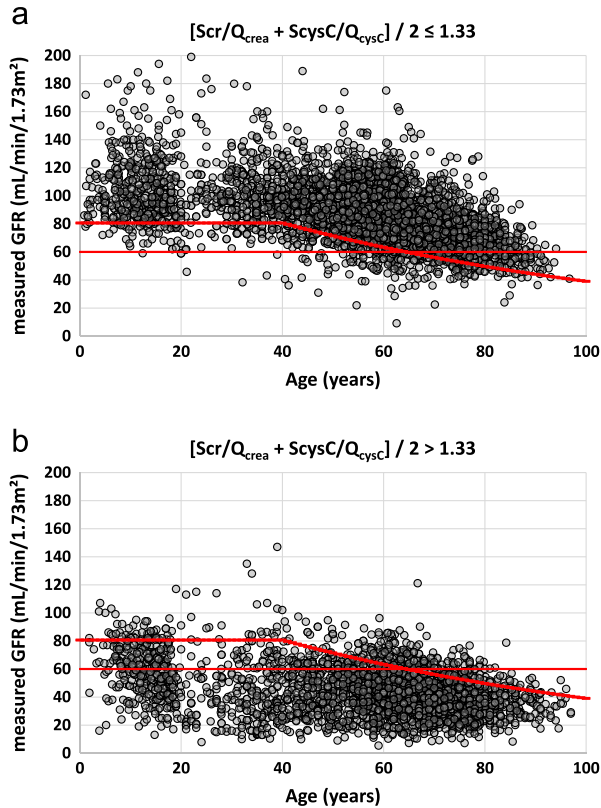 a
[Scr/Qcrea + ScysC/QcysC] / 2 ≤ 1.33
measured GFR (mL/min/1.73m²)
200
180
160
140
120
100
80
60
40
20
0
0 20 40 60 80 100
Age (years)
b
[Scr/Qcrea + ScysC/QcysC] / 2 > 1.33
measured GFR (mL/min/1.73m²)
200
180
160
140
120
100
80
60
40
20
0
0 20 40 60 80 100
Age (years)